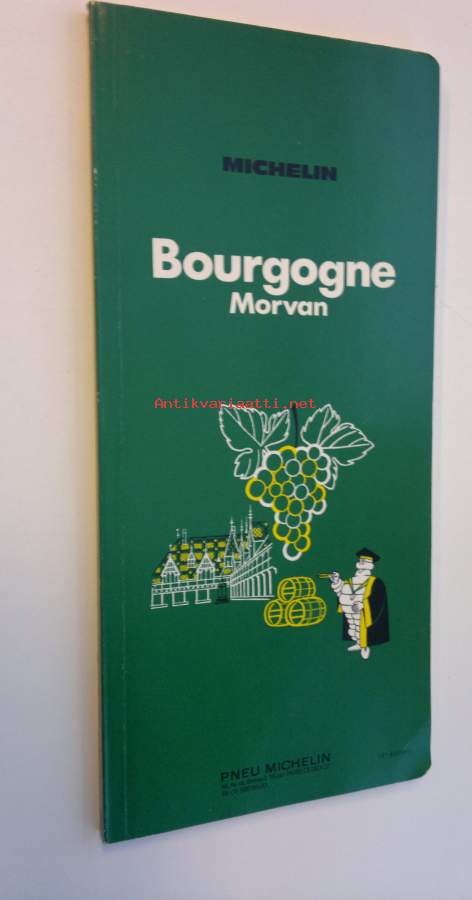 MICHELIN
Bourgogne
Morvan
Antikvariaatti.net
PNEU MICHELIN